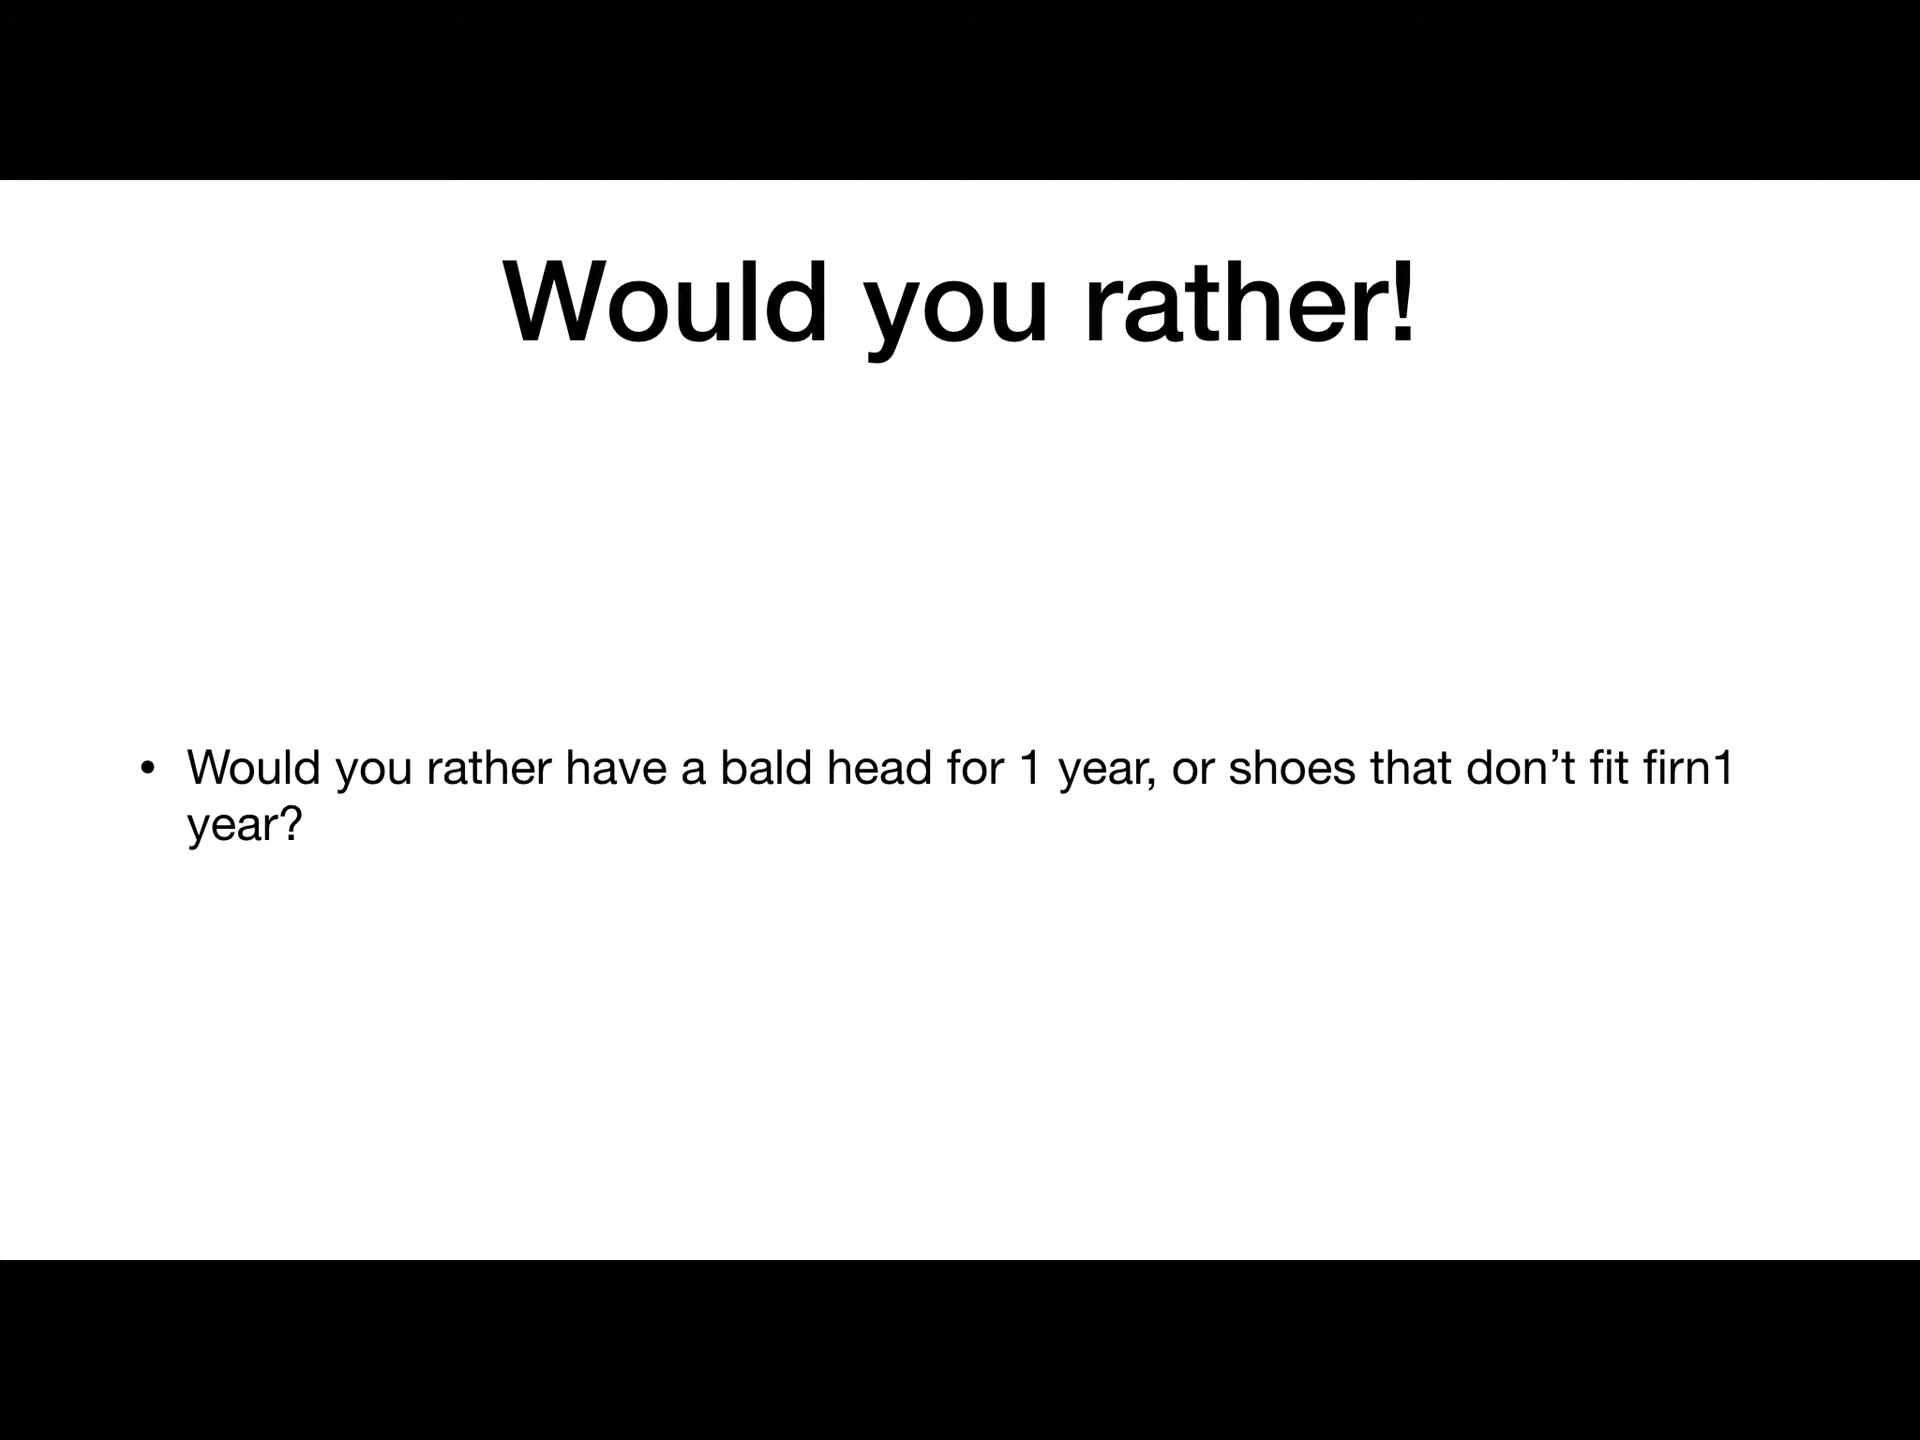 Would you rather!
• Would you rather have a bald head for 1 year, or shoes that don’t fit firn1
year?